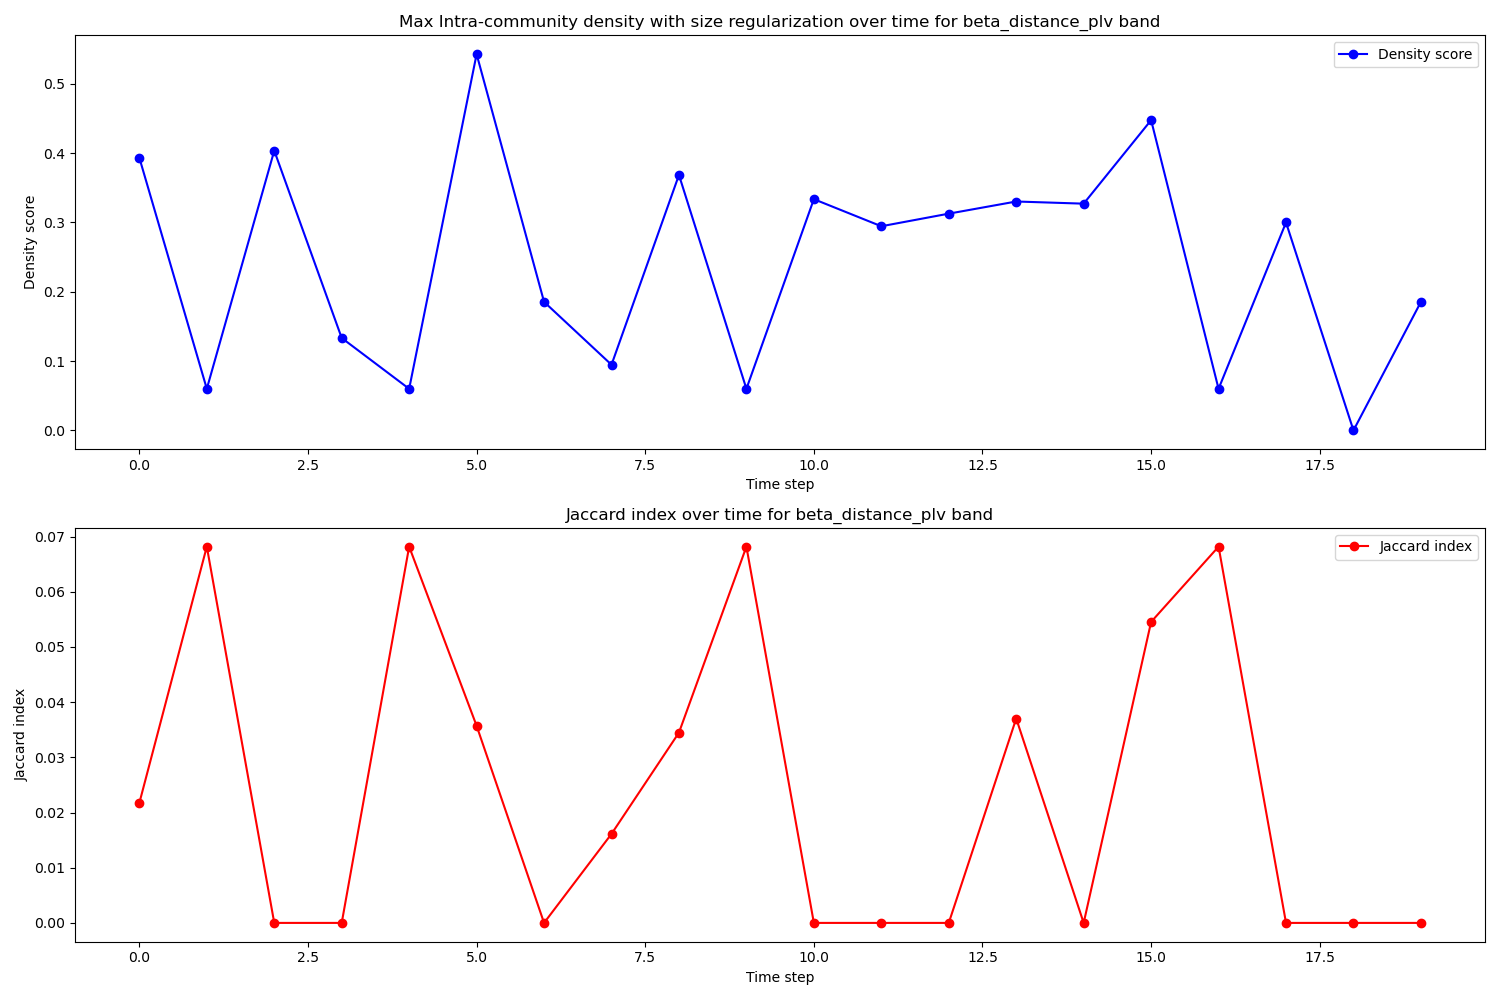 Max Intra-community density with size regularization over time for beta_distance_plv band
Density score
Density score
0.5
0.4
0.3
0.2
0.1
0.0
0.0 2.5 5.0 7.5 10.0 12.5 15.0 17.5
Time step
Jaccard index over time for beta_distance_plv band
Jaccard index
Jaccard index
0.07
0.06
0.05
0.04
0.03
0.02
0.01
0.00
0.0 2.5 5.0 7.5 10.0 12.5 15.0 17.5
Time step